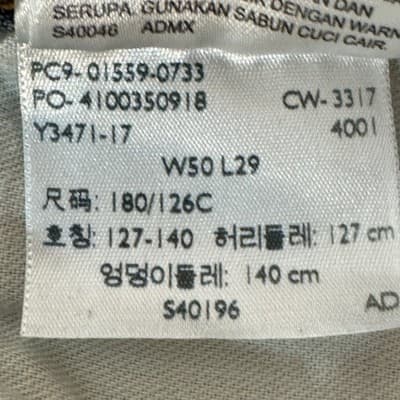 SERUPA. GUNAKAN SABUN CUCI CAIR.
S40046 ADMX
PC9-01559-0733
PO-4100350918 CW-3317
Y3471-17 4001
W50 L29
尺码: 180/126C
호칭: 127-140 허리둘레: 127 cm
엉덩이둘레: 140 cm
S40196 AD